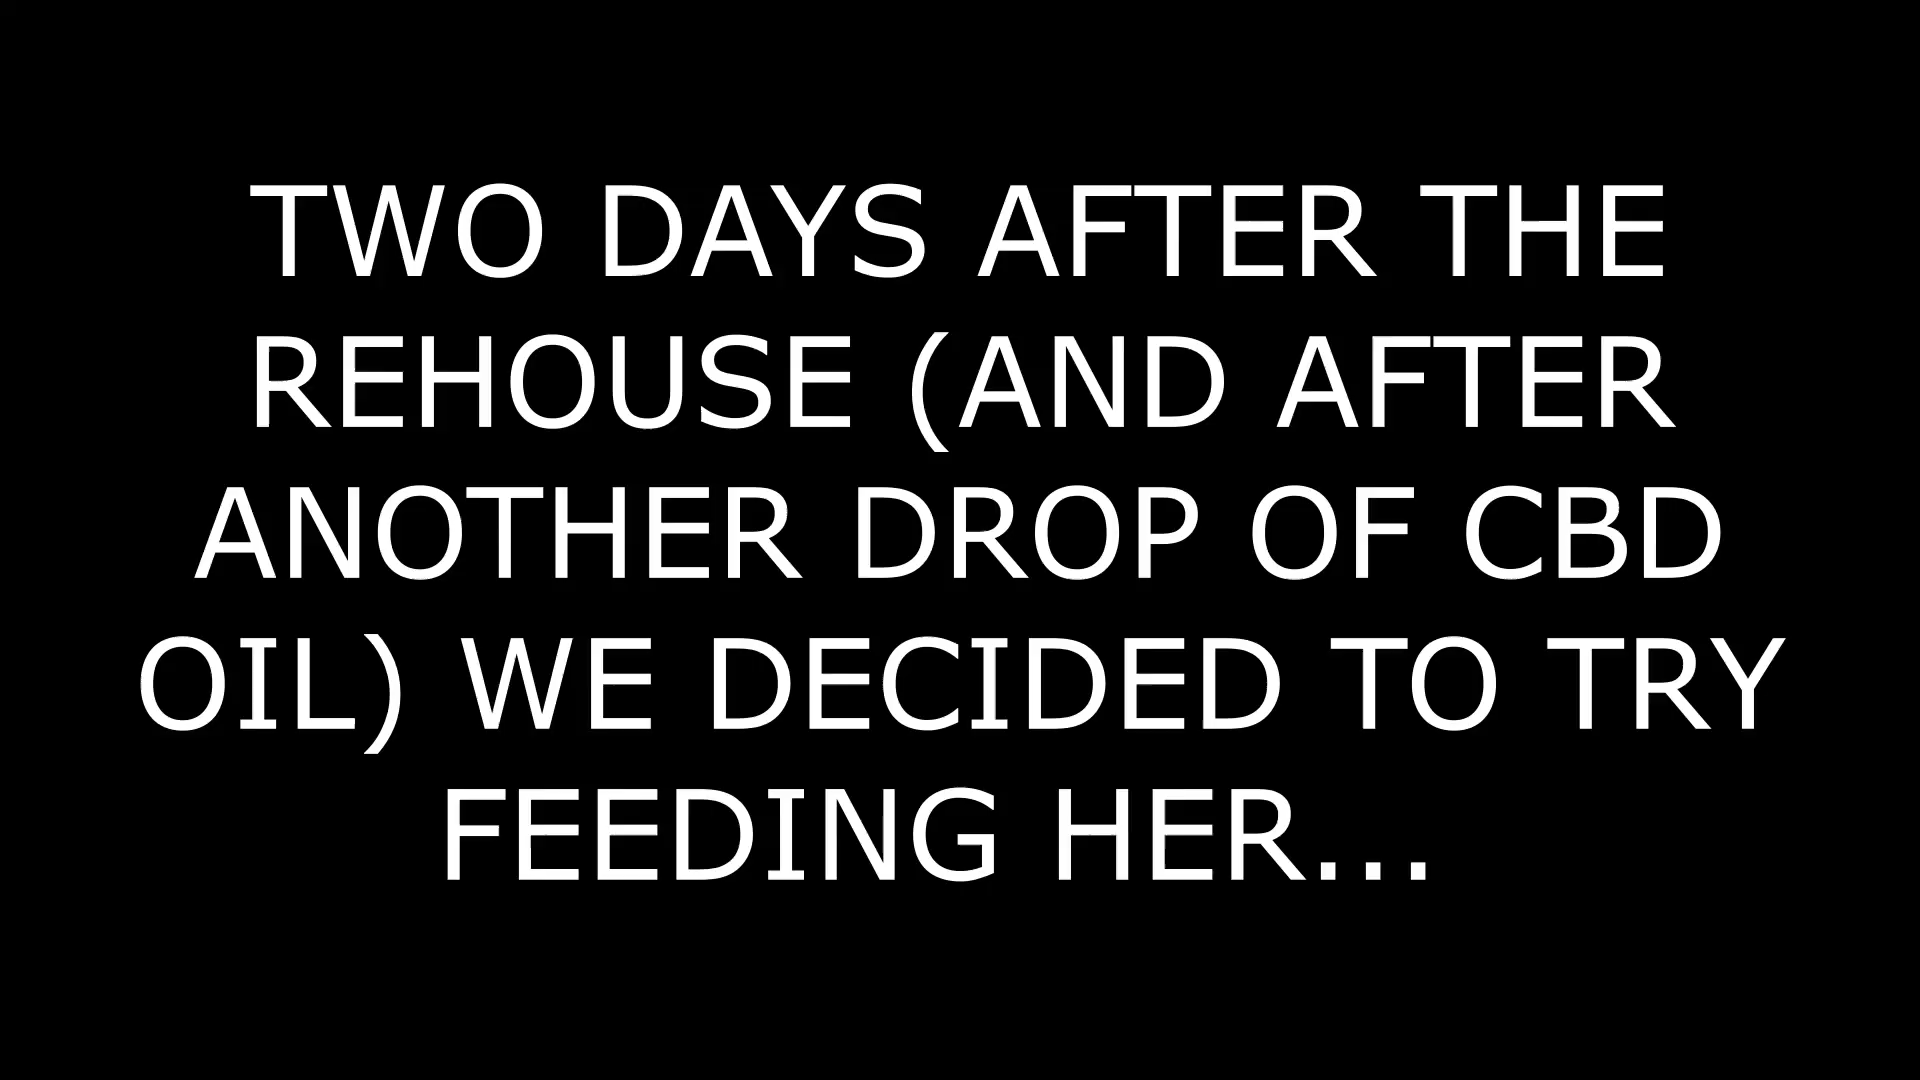 TWO DAYS AFTER THE
REHOUSE (AND AFTER
ANOTHER DROP OF CBD
OIL) WE DECIDED TO TRY
FEEDING HER...